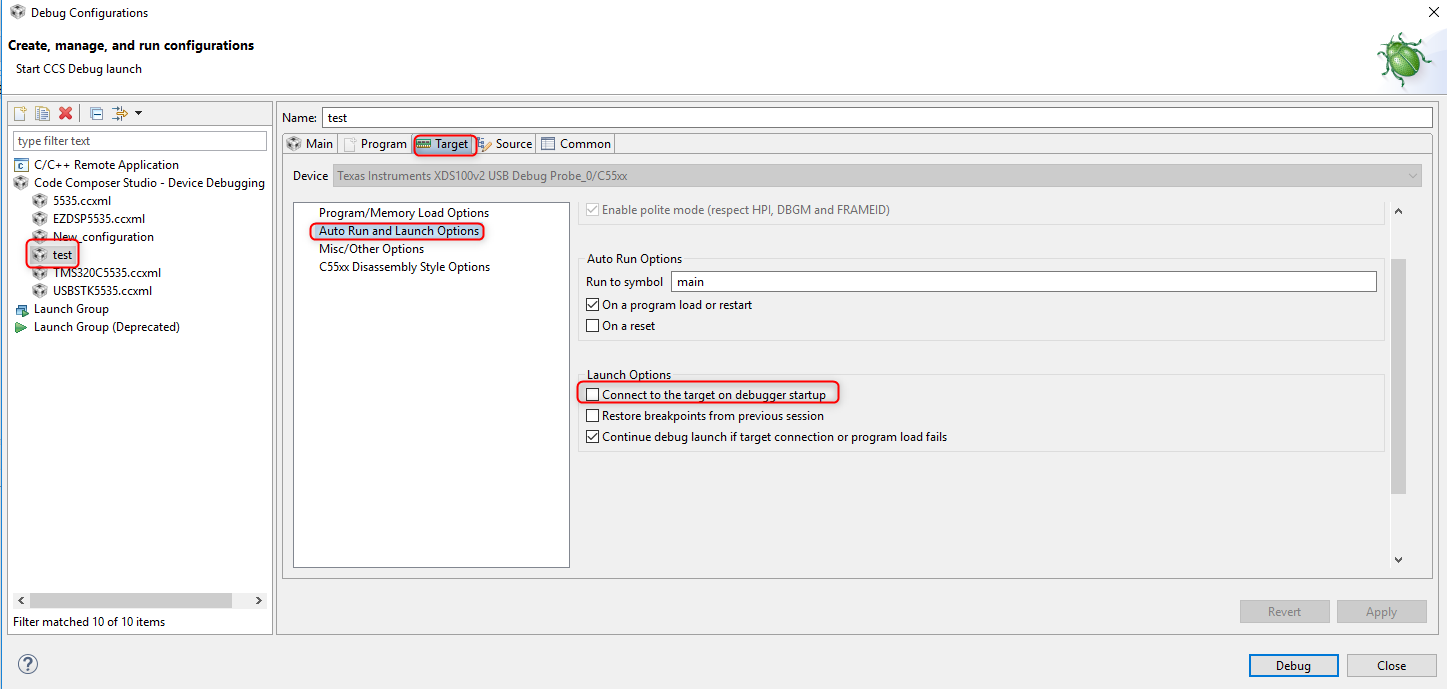 Debug Configurations
Create, manage, and run configurations
Start CCS Debug launch
type filter text
C/C++ Remote Application
Code Composer Studio - Device Debugging
5535.ccxml
EZDSP5535.ccxml
New_configuration
test
TMS320C5535.ccxml
USBSTK5535.ccxml
Launch Group
Launch Group (Deprecated)
Filter matched 10 of 10 items
Name: test
Main Program Target Source Common
Device Texas Instruments XDS100v2 USB Debug Probe_0/C55xx
Program/Memory Load Options
Auto Run and Launch Options
Misc/Other Options
C55xx Disassembly Style Options
Enable polite mode (respect HPI, DBGM and FRAMEID)
Auto Run Options
Run to symbol main
On a program load or restart
On a reset
Launch Options
Connect to the target on debugger startup
Restore breakpoints from previous session
Continue debug launch if target connection or program load fails
Revert Apply
? Debug Close